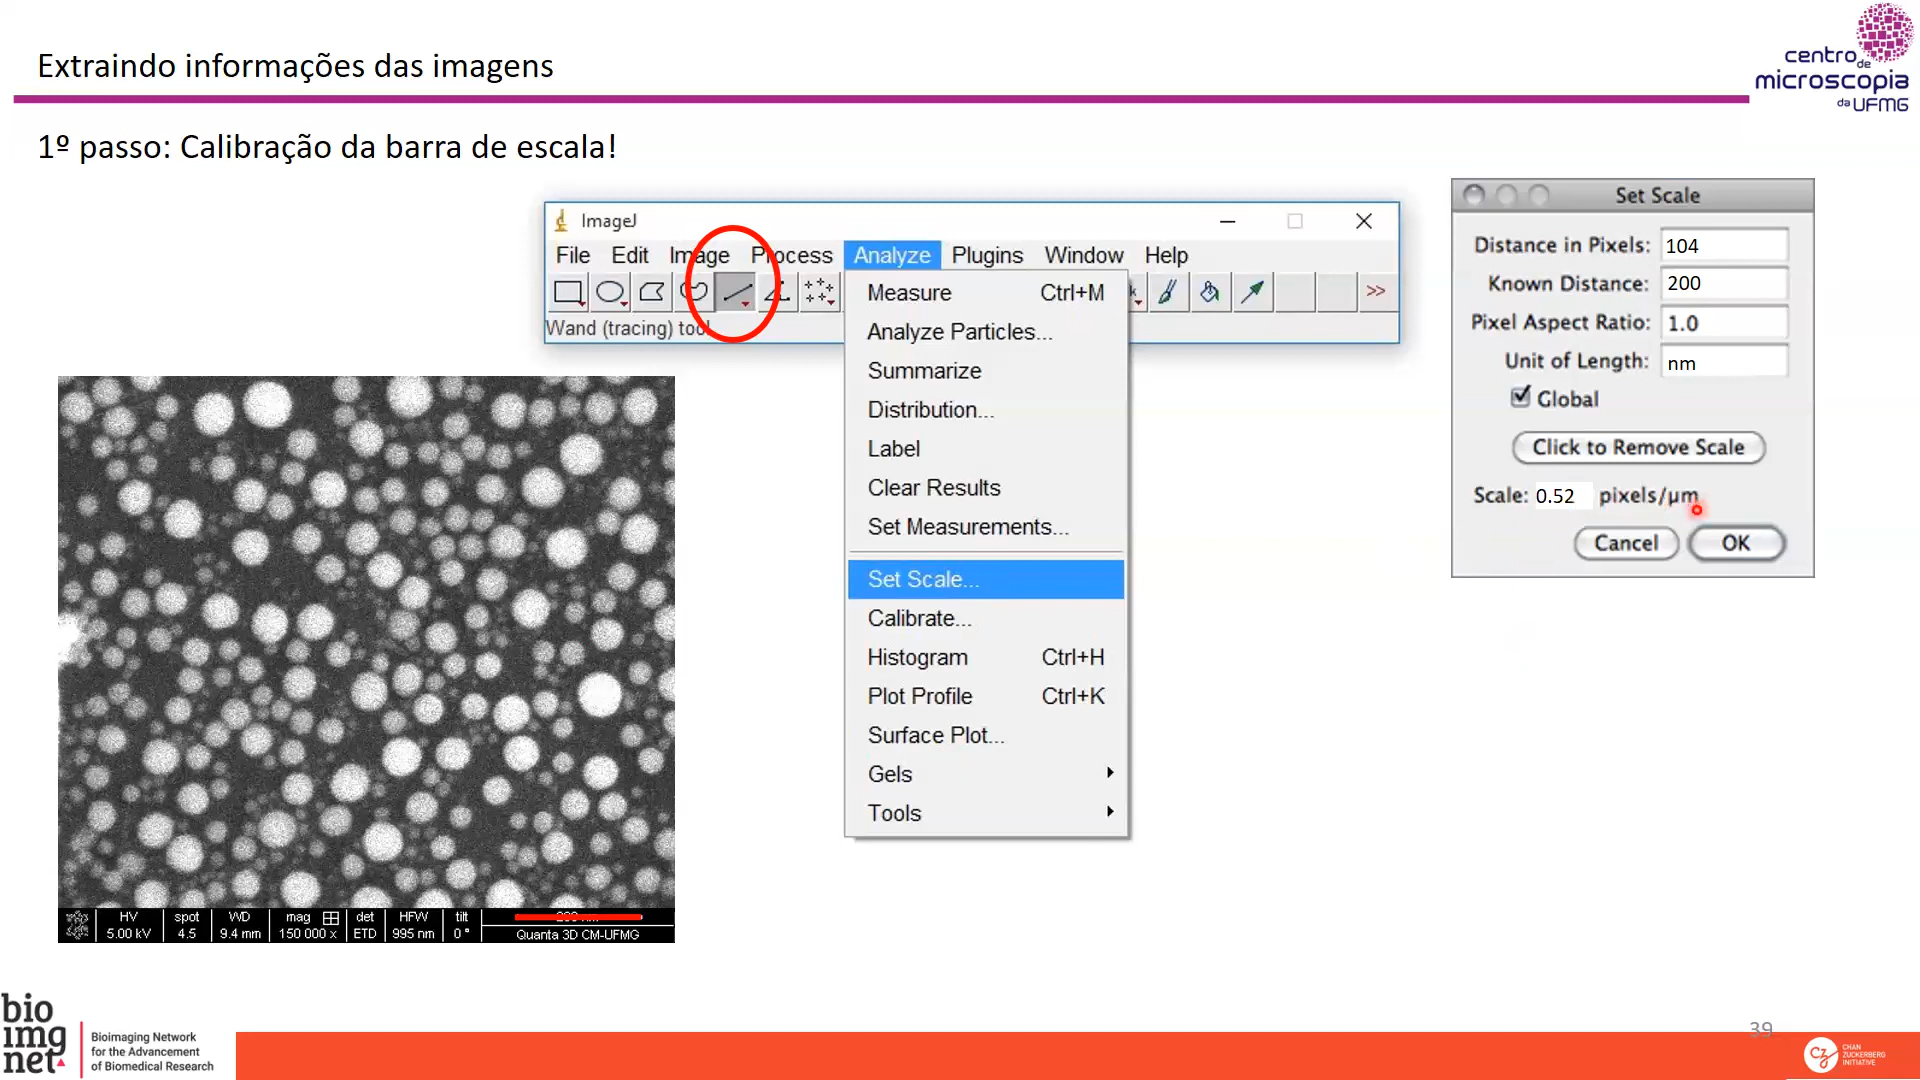 Extraindo informações das imagens
centro de
microscopia
da UFMG
1º passo: Calibração da barra de escala!
ImageJ
File Edit Image Process Analyze Plugins Window Help
>>
Wand (tracing) tool
Measure Ctrl+M
Analyze Particles...
Summarize
Distribution...
Label
Clear Results
Set Measurements...
Set Scale...
Calibrate...
Histogram Ctrl+H
Plot Profile Ctrl+K
Surface Plot...
Gels
Tools
Set Scale
Distance in Pixels: 104
Known Distance: 200
Pixel Aspect Ratio: 1.0
Unit of Length: nm
Global
Click to Remove Scale
Scale: 0.52 pixels/µm
Cancel OK
HV spot WD mag det HFW tilt
5.00 kV 4.5 9.4 mm 150 000 x ETD 995 nm 0 °
Quanta 3D CM-UFMG
bio
img
net
Bioimaging Network
for the Advancement
of Biomedical Research
39
CZ
CHAN
ZUCKERBERG
INITIATIVE